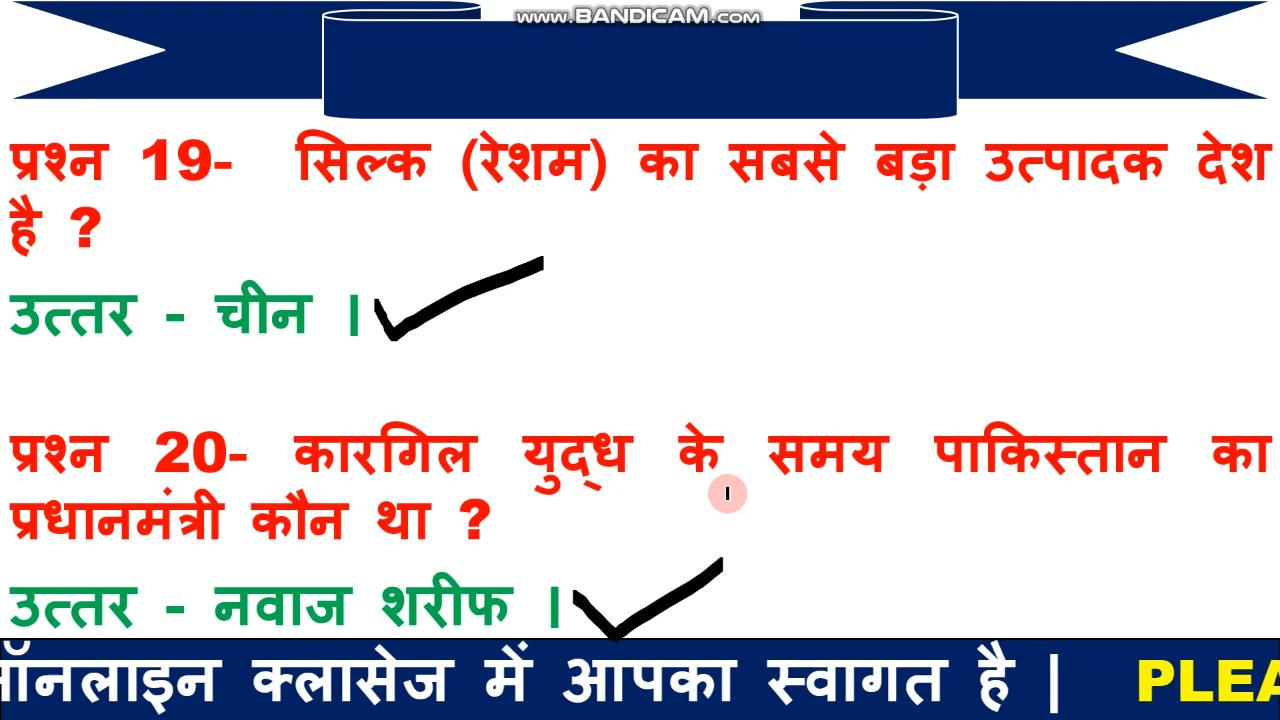 www.BANDICAM.com
प्रश्न 19- सिल्क (रेशम) का सबसे बड़ा उत्पादक देश
है ?
उत्तर - चीन ।
प्रश्न 20- कारगिल युद्ध के समय पाकिस्तान का
प्रधानमंत्री कौन था ?
उत्तर - नवाज शरीफ ।
ऑनलाइन क्लासेज में आपका स्वागत है | PLEA